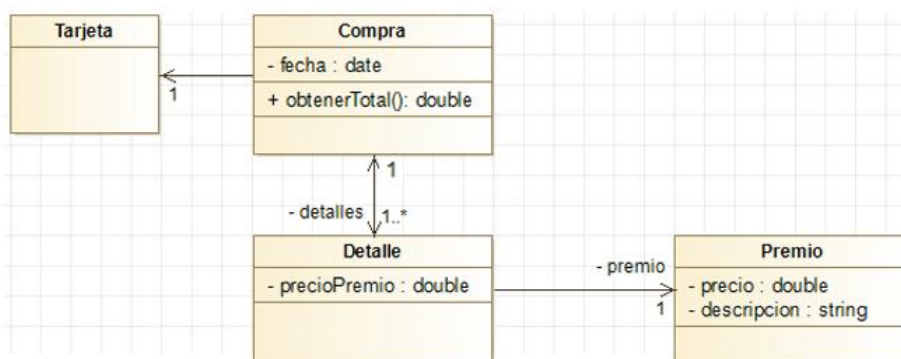 Tarjeta
Compra
- fecha : date
+ obtenerTotal(): double
1
1
- detalles
1..*
Detalle
- precioPremio : double
- premio
1
Premio
- precio : double
- descripcion : string